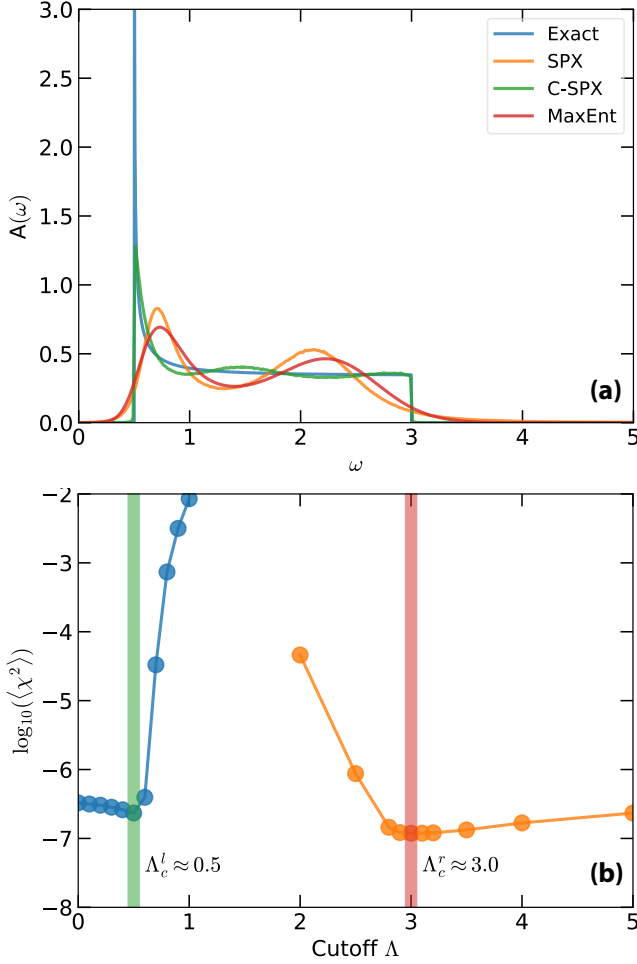 3.0
2.5
2.0
1.5
1.0
0.5
0.0
A(ω)
Exact
SPX
C-SPX
MaxEnt
(a)
0 1 2 3 4 5
ω
−2
−3
−4
−5
−6
−7
−8
log₁₀(⟨χ²⟩)
Λₗᶜ ≈ 0.5
Λᵣᶜ ≈ 3.0
(b)
0 1 2 3 4 5
Cutoff Λ